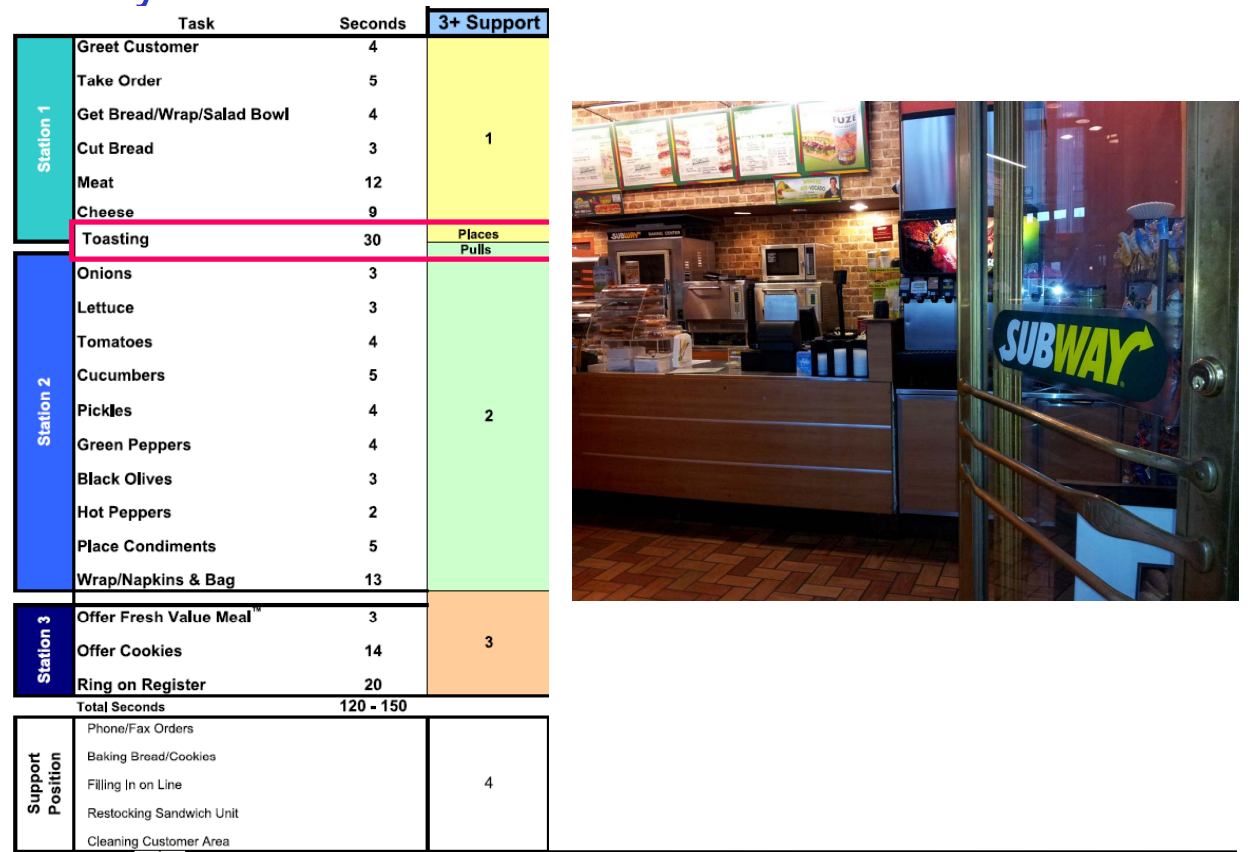 Task Seconds 3+ Support
Station 1
Greet Customer 4
Take Order 5
Get Bread/Wrap/Salad Bowl 4
Cut Bread 3
1
Meat 12
Cheese 9
Toasting 30 Places
Pulls
Station 2
Onions 3
Lettuce 3
Tomatoes 4
Cucumbers 5
Pickles 4
2
Green Peppers 4
Black Olives 3
Hot Peppers 2
Place Condiments 5
Wrap/Napkins & Bag 13
Station 3
Offer Fresh Value Meal™ 3
Offer Cookies 14
3
Ring on Register 20
Total Seconds 120 - 150
Support Position
Phone/Fax Orders
Baking Bread/Cookies
Filling In on Line
4
Restocking Sandwich Unit
Cleaning Customer Area
FUZE
SUBWAY BAKING CENTER
SUBWAY